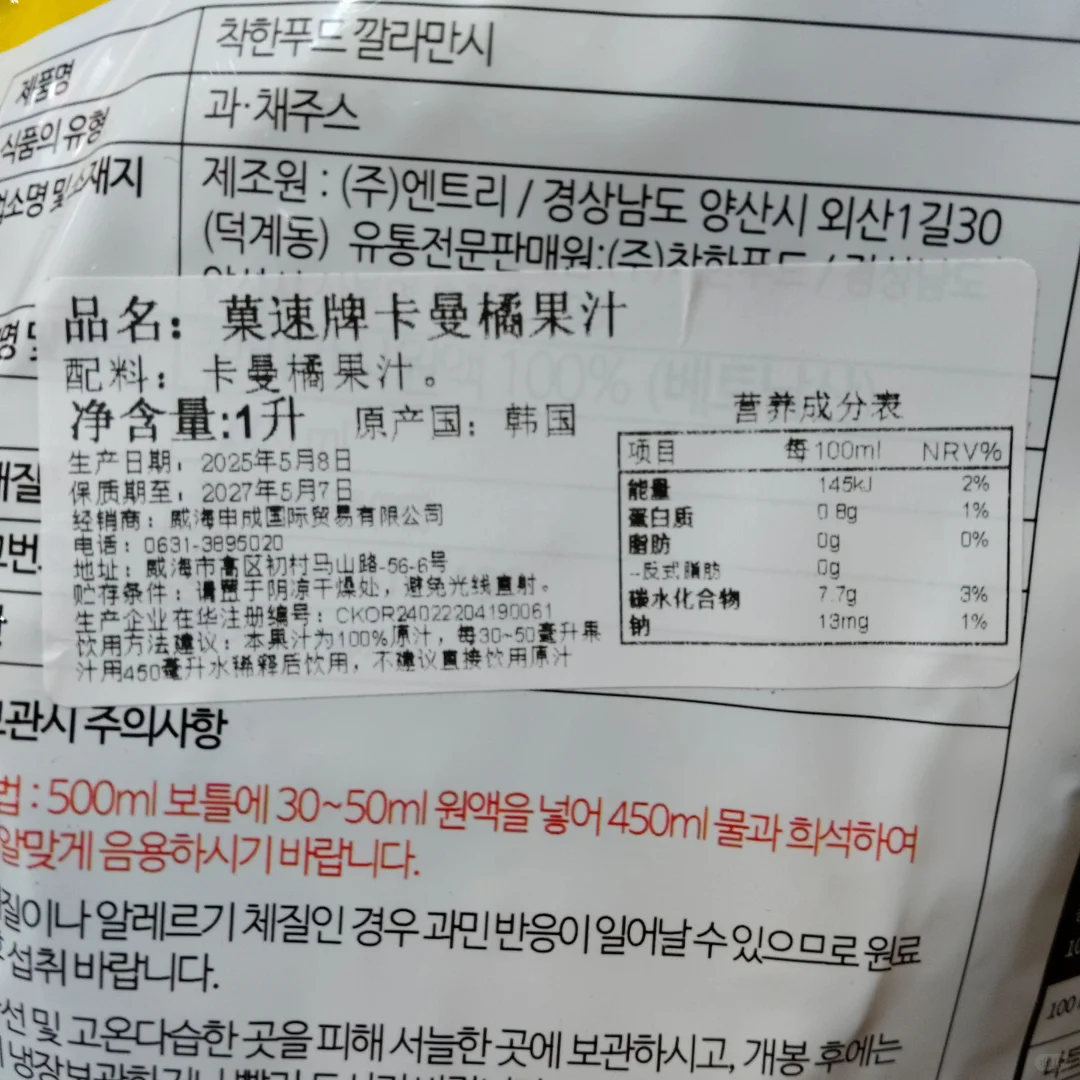 제품명 착한푸드 깔라만시
식품의 유형 과·채주스
업소명 및 소재지 제조원 : (주)엔트리 / 경상남도 양산시 외산1길30
(덕계동) 유통전문판매원:(주)착한푸드 / 경상남도
品名：菓速牌卡曼橘果汁
配料：卡曼橘果汁。
净含量:1升 原产国：韩国
生产日期：2025年5月8日
保质期至：2027年5月7日
经销商：威海申成国际贸易有限公司
电话：0631-3895020
地址：威海市高区初村马山路-56-6号
贮存条件：请置于阴凉干燥处，避免光线直射。
生产企业在华注册编号：CKOR24022204190061
饮用方法建议：本果汁为100%原汁，每30~50毫升果
汁用450毫升水稀释后饮用，不建议直接饮用原汁
营养成分表
项目 每100ml NRV%
能量 145kJ 2%
蛋白质 0.8g 1%
脂肪 0g 0%
--反式脂肪 0g
碳水化合物 7.7g 3%
钠 13mg 1%
100% (베트남산)
관시 주의사항
법 : 500ml 보틀에 30~50ml 원액을 넣어 450ml 물과 희석하여
알맞게 음용하시기 바랍니다.
질이나 알레르기 체질인 경우 과민반응이 일어날 수 있으므로 원료
섭취 바랍니다.
선 및 고온다습한 곳을 피해 서늘한 곳에 보관하시고, 개봉 후에는